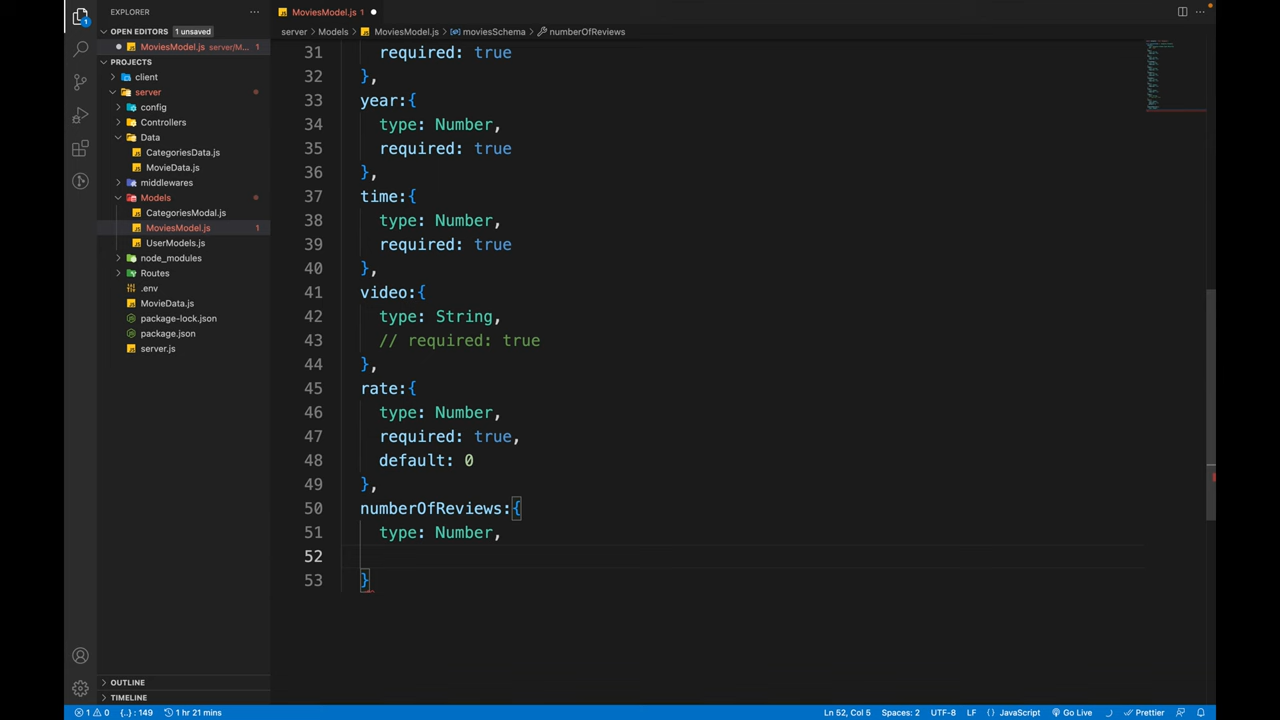 EXPLORER
MoviesModel.js 1
OPEN EDITORS 1 unsaved
server > Models > MoviesModel.js > moviesSchema > numberOfReviews
MoviesModel.js server/M... 1
PROJECTS
client
server
config
Controllers
Data
CategoriesData.js
MovieData.js
middlewares
Models
CategoriesModal.js
MoviesModel.js 1
UserModels.js
node_modules
Routes
.env
MovieData.js
package-lock.json
package.json
server.js
OUTLINE
TIMELINE
31 required: true
32 },
33 year:{
34 type: Number,
35 required: true
36 },
37 time:{
38 type: Number,
39 required: true
40 },
41 video:{
42 type: String,
43 // required: true
44 },
45 rate:{
46 type: Number,
47 required: true,
48 default: 0
49 },
50 numberOfReviews:{
51 type: Number,
52
53 }
1 0 {..} : 149 1 hr 21 mins Ln 52, Col 5 Spaces: 2 UTF-8 LF {} JavaScript Go Live Prettier